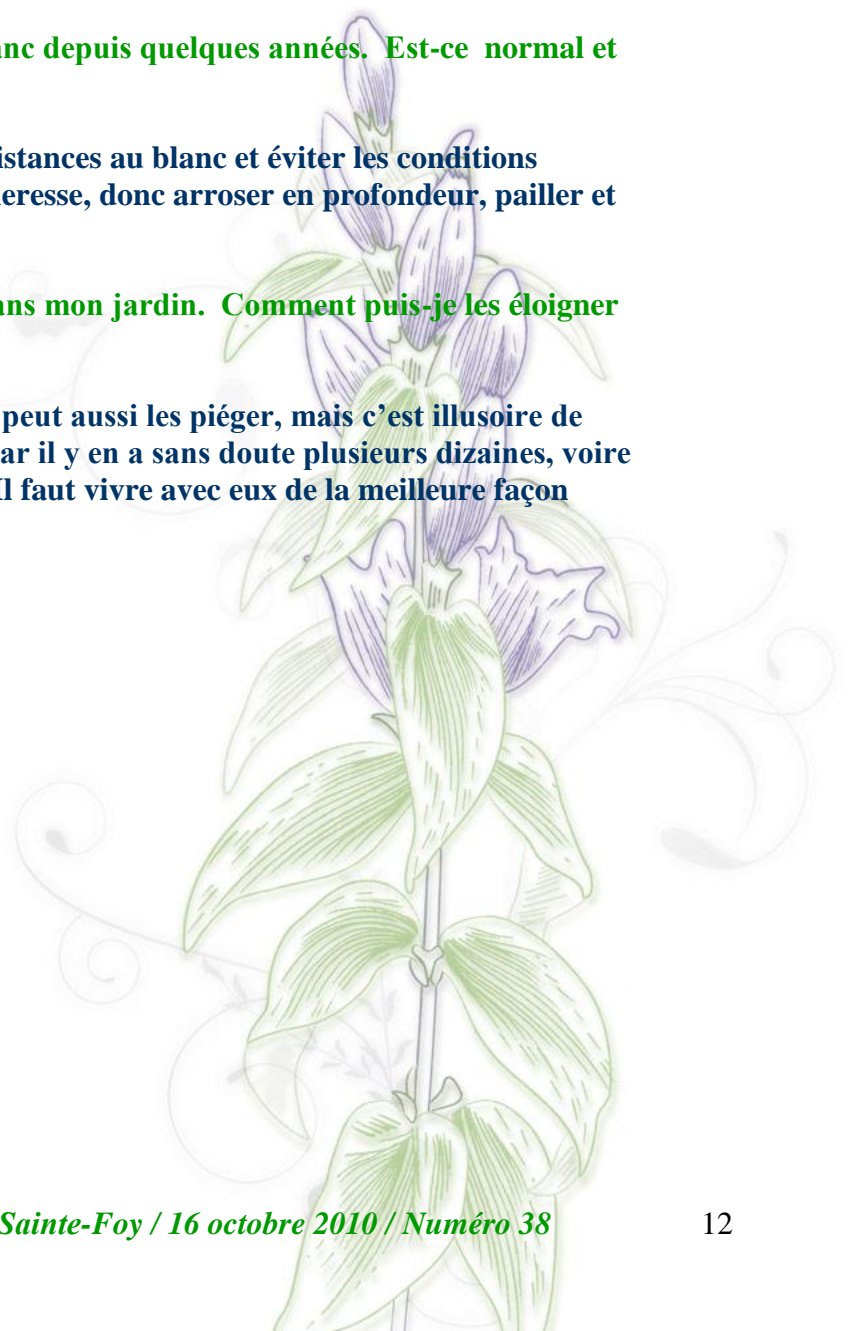 anc depuis quelques années.  Est-ce  normal et
istances au blanc et éviter les conditions
eresse, donc arroser en profondeur, pailler et
ans mon jardin.  Comment puis-je les éloigner
peut aussi les piéger, mais c’est illusoire de
ar il y en a sans doute plusieurs dizaines, voire
Il faut vivre avec eux de la meilleure façon
Sainte-Foy / 16 octobre 2010 / Numéro 38 12